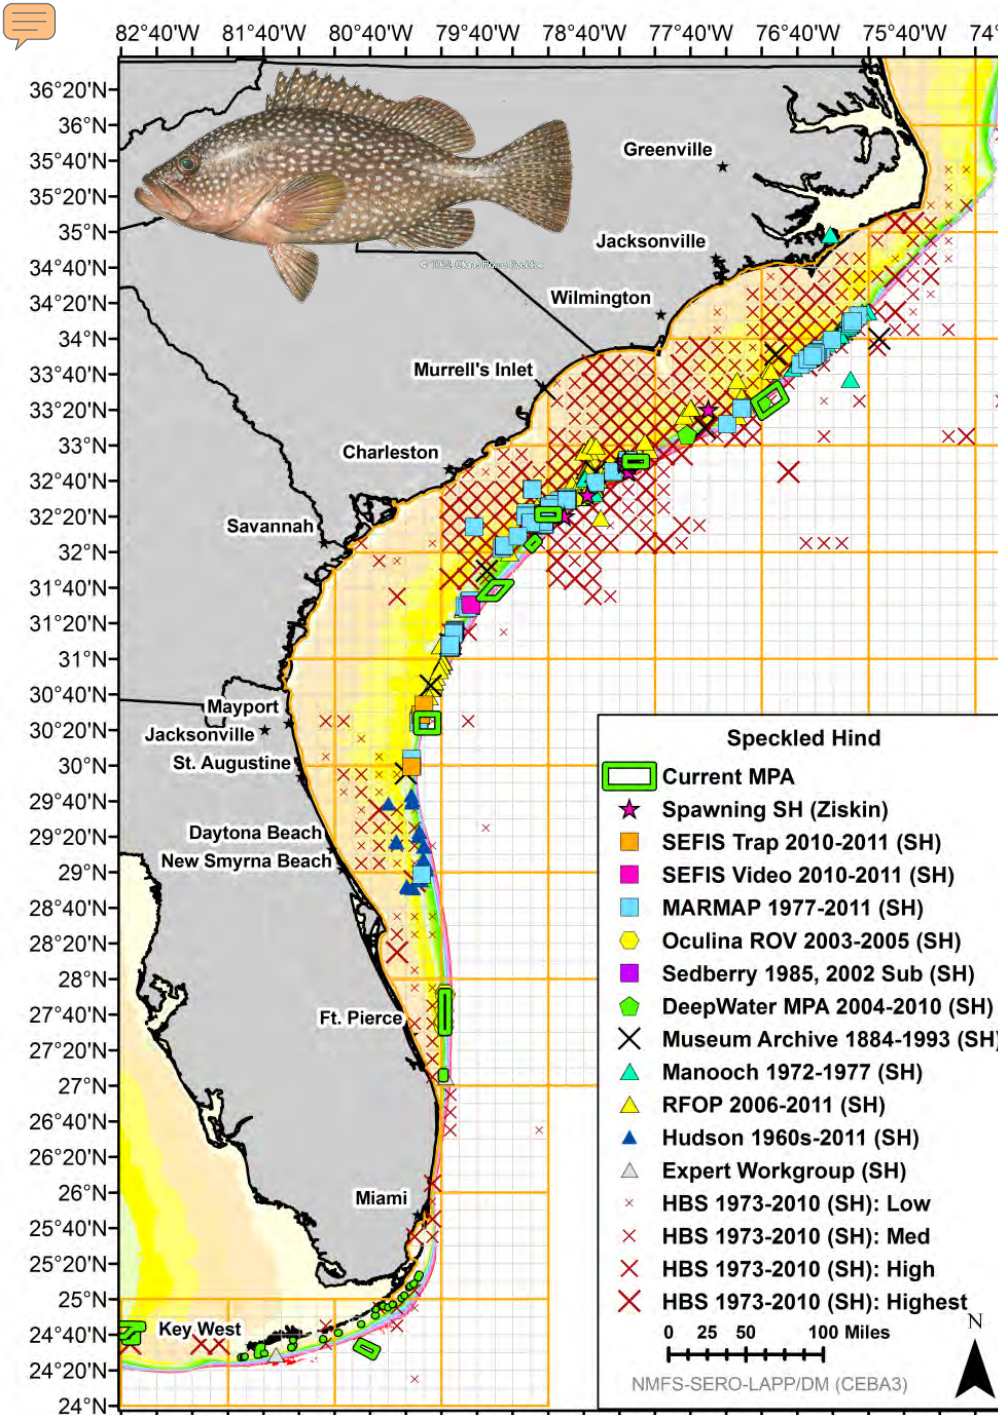 82°40'W 81°40'W 80°40'W 79°40'W 78°40'W 77°40'W 76°40'W 75°40'W 74°
36°20'N
36°N
35°40'N
35°20'N
35°N
34°40'N
34°20'N
34°N
33°40'N
33°20'N
33°N
32°40'N
32°20'N
32°N
31°40'N
31°20'N
31°N
30°40'N
30°20'N
30°N
29°40'N
29°20'N
29°N
28°40'N
28°20'N
28°N
27°40'N
27°20'N
27°N
26°40'N
26°20'N
26°N
25°40'N
25°20'N
25°N
24°40'N
24°20'N
24°N
Greenville
Jacksonville
Wilmington
Murrell's Inlet
Charleston
Savannah
Mayport
Jacksonville
St. Augustine
Daytona Beach
New Smyrna Beach
Ft. Pierce
Miami
Key West
Speckled Hind
Current MPA
Spawning SH (Ziskin)
SEFIS Trap 2010-2011 (SH)
SEFIS Video 2010-2011 (SH)
MARMAP 1977-2011 (SH)
Oculina ROV 2003-2005 (SH)
Sedberry 1985, 2002 Sub (SH)
DeepWater MPA 2004-2010 (SH)
Museum Archive 1884-1993 (SH)
Manooch 1972-1977 (SH)
RFOP 2006-2011 (SH)
Hudson 1960s-2011 (SH)
Expert Workgroup (SH)
HBS 1973-2010 (SH): Low
HBS 1973-2010 (SH): Med
HBS 1973-2010 (SH): High
HBS 1973-2010 (SH): Highest
0 25 50 100 Miles
N
NMFS-SERO-LAPP/DM (CEBA3)